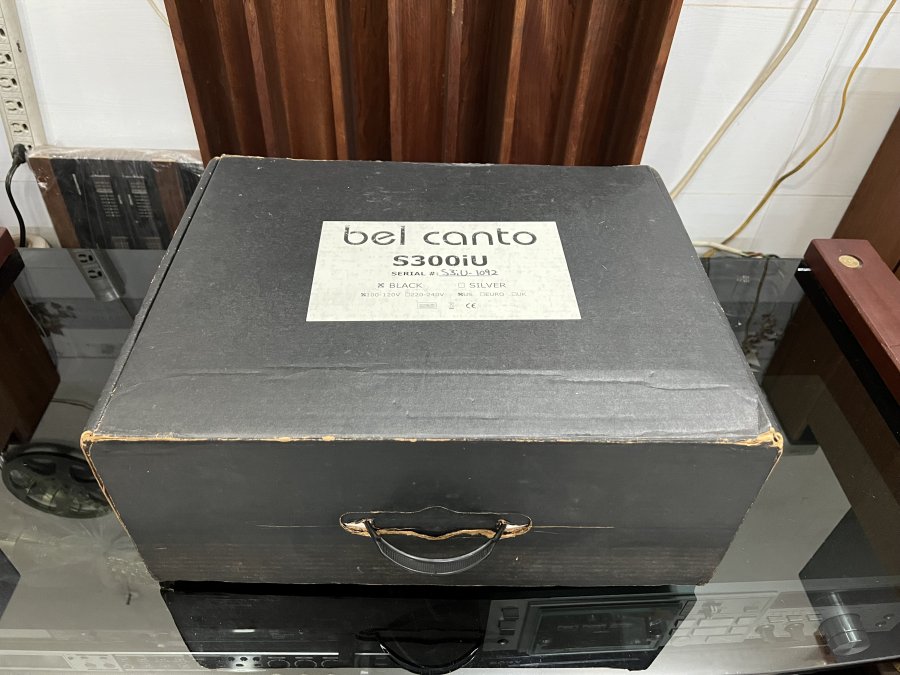 bel canto
S300iU
SERIAL #: S3iU-1092
☒ BLACK ☐ SILVER
☒100-120V ☐220-240V ☒US ☐EURO ☐UK
CE